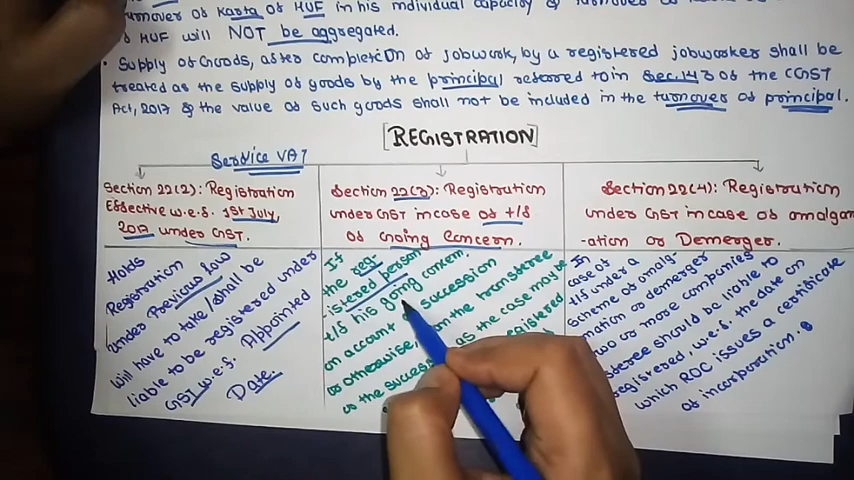 Turnover of Karta of HUF in his individual capacity & turnover
of HUF will NOT be aggregated.
• Supply of Goods, after completion of jobwork, by a registered jobworker shall be
treated as the supply of goods by the principal referred to in Sec.143 of the CGST
Act, 2017 & the value of such goods shall not be included in the turnover of principal.
REGISTRATION
Service VAT
Section 22(2): Registration
Effective w.e.f. 1st July,
2017 under GST.
Holds
Registration
under Previous Law
will have to take/shall be
liable to be registered under
GST w.e.f. Appointed
Date.
Section 22(3): Registration
under GST in case of t/f
of Going Concern.
If
the reg-
istered person
t/f his going concern
on account of succession
or otherwise, the transferee
or the success as the case may be
registered
Section 22(4): Registration
under GST in case of amalgam
-ation or Demerger.
In
case of
t/f under a
scheme of amalg-
mation or demerger
two or more companies
sferee should be liable to
registered, w.e.f. the date on
which ROC issues a certificate
of incorporation.